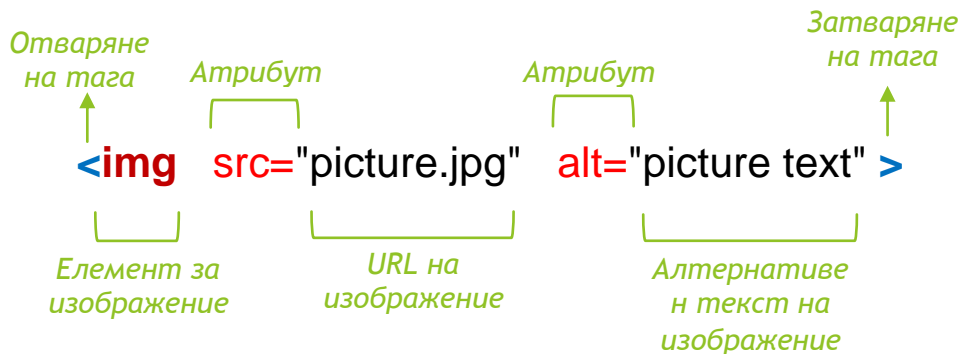 Отваряне
на тага
Атрибут
Атрибут
Затваряне
на тага
<img src="picture.jpg" alt="picture text" >
Елемент за
изображение
URL на
изображение
Алтернативе
н текст на
изображение